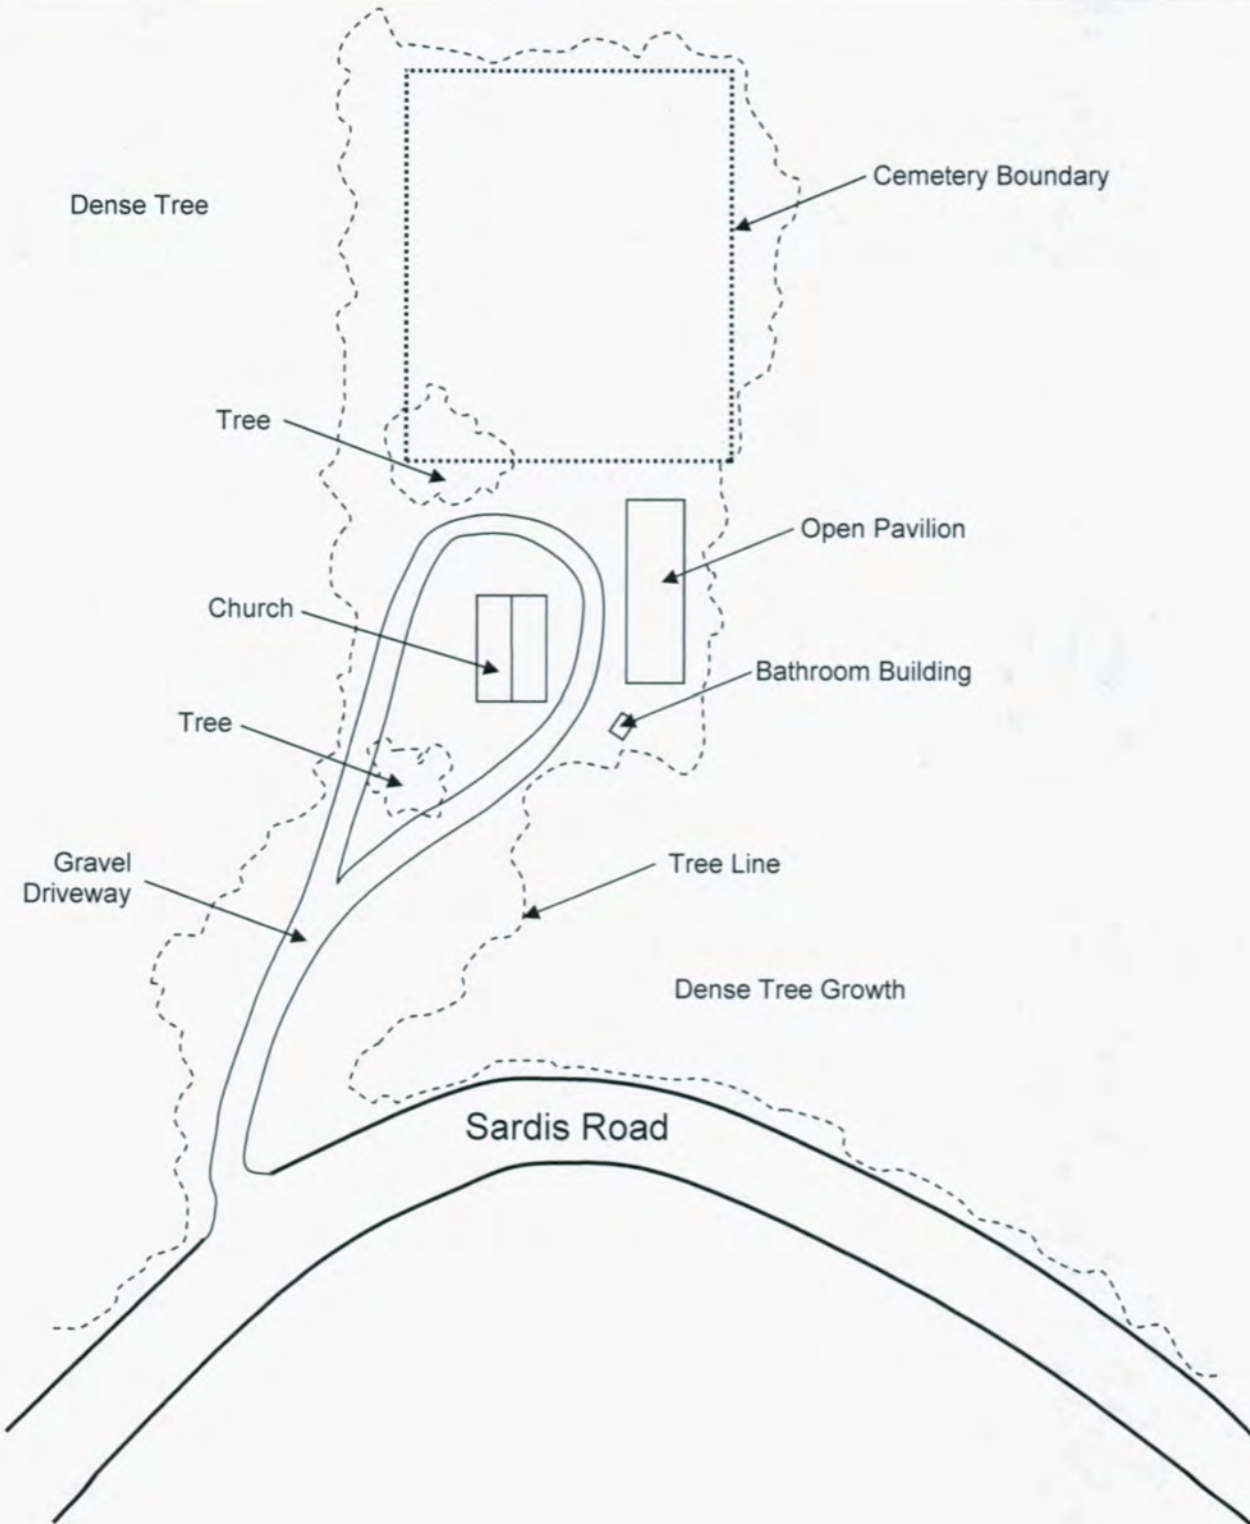 Cemetery Boundary
Dense Tree
Tree
Open Pavilion
Church
Bathroom Building
Tree
Gravel
Driveway
Tree Line
Dense Tree Growth
Sardis Road